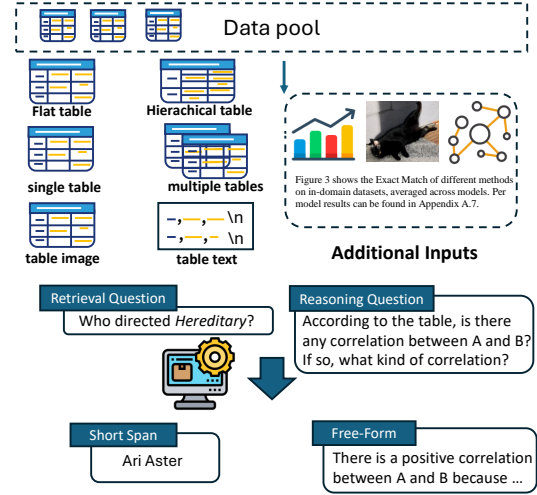 Data pool
Flat table
Hierachical table
single table
multiple tables
table image
–,—,—\n
–,—,–\n
table text
Figure 3 shows the Exact Match of different methods
on in-domain datasets, averaged across models. Per
model results can be found in Appendix A.7.
Additional Inputs
Retrieval Question
Who directed Hereditary?
Reasoning Question
According to the table, is there
any correlation between A and B?
If so, what kind of correlation?
Short Span
Ari Aster
Free-Form
There is a positive correlation
between A and B because ...